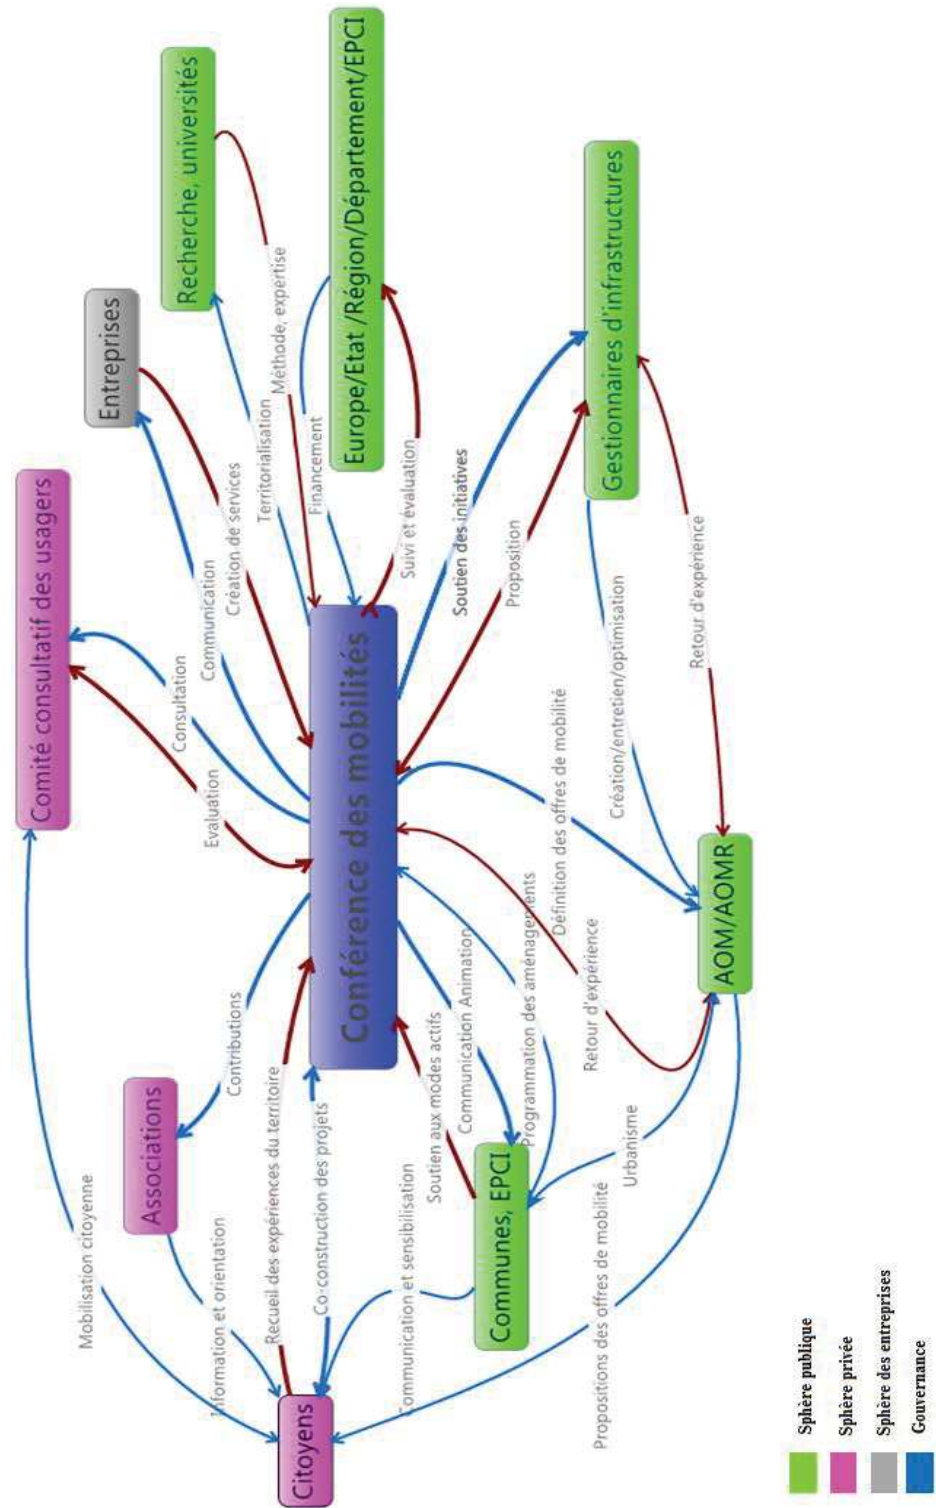 Recherche, universités
Europe/Etat /Région/Département/EPCI
Entreprises
Gestionnaires d'infrastructures
Comité consultatif des usagers
Méthode, expertise
Territorialisation
Financement
Création de services
Suivi et évaluation
Soutien des initiatives
Proposition
Retour d'expérience
Communication
Consultation
Evaluation
Conférence des mobilités
Création/entretien/optimisation
Définition des offres de mobilité
AOM/AOMR
Contributions
Associations
Recueil des expériences du territoire
Co-construction des projets
Soutien aux modes actifs
Communication Animation
Programmation des aménagements
Retour d'expérience
Urbanisme
Communes, EPCI
Mobilisation citoyenne
Information et orientation
Communication et sensibilisation
Propositions des offres de mobilité
Citoyens
Sphère publique
Sphère privée
Sphère des entreprises
Gouvernance